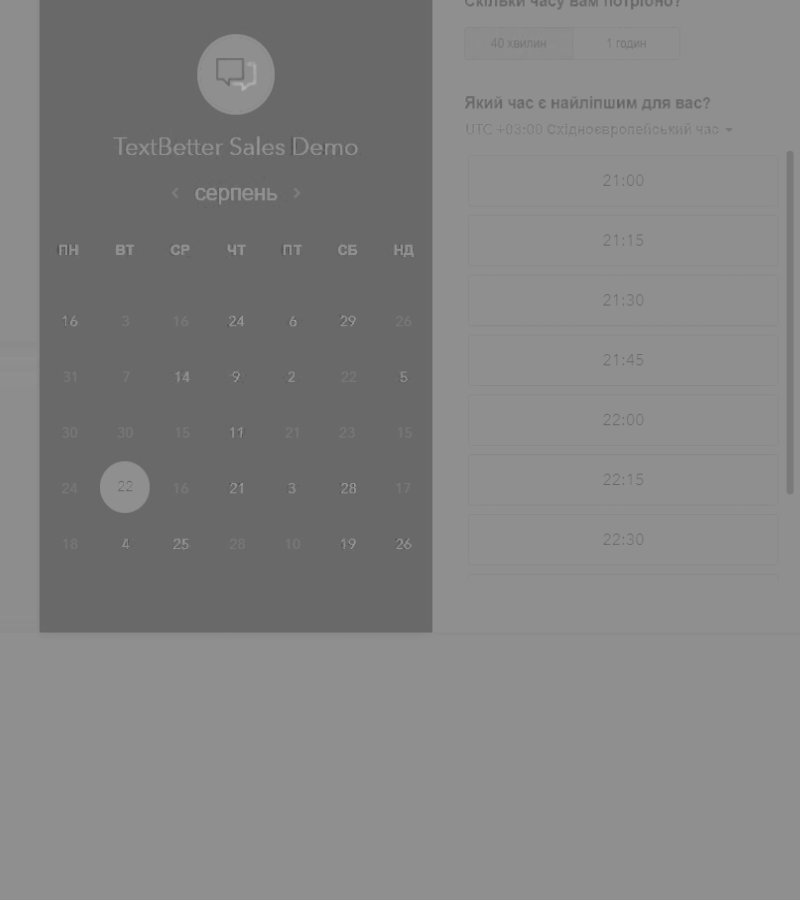 TextBetter Sales Demo
серпень
ПН ВТ СР ЧТ ПТ СБ НД
16 3 16 24 6 29 26
31 7 14 9 2 22 5
30 30 15 11 21 23 15
24 22 16 21 3 28 17
18 4 25 28 10 19 26
Скільки часу вам потрібно?
40 хвилин 1 годин
Який час є найліпшим для вас?
UTC +03:00 Східноєвропейський час
21:00
21:15
21:30
21:45
22:00
22:15
22:30